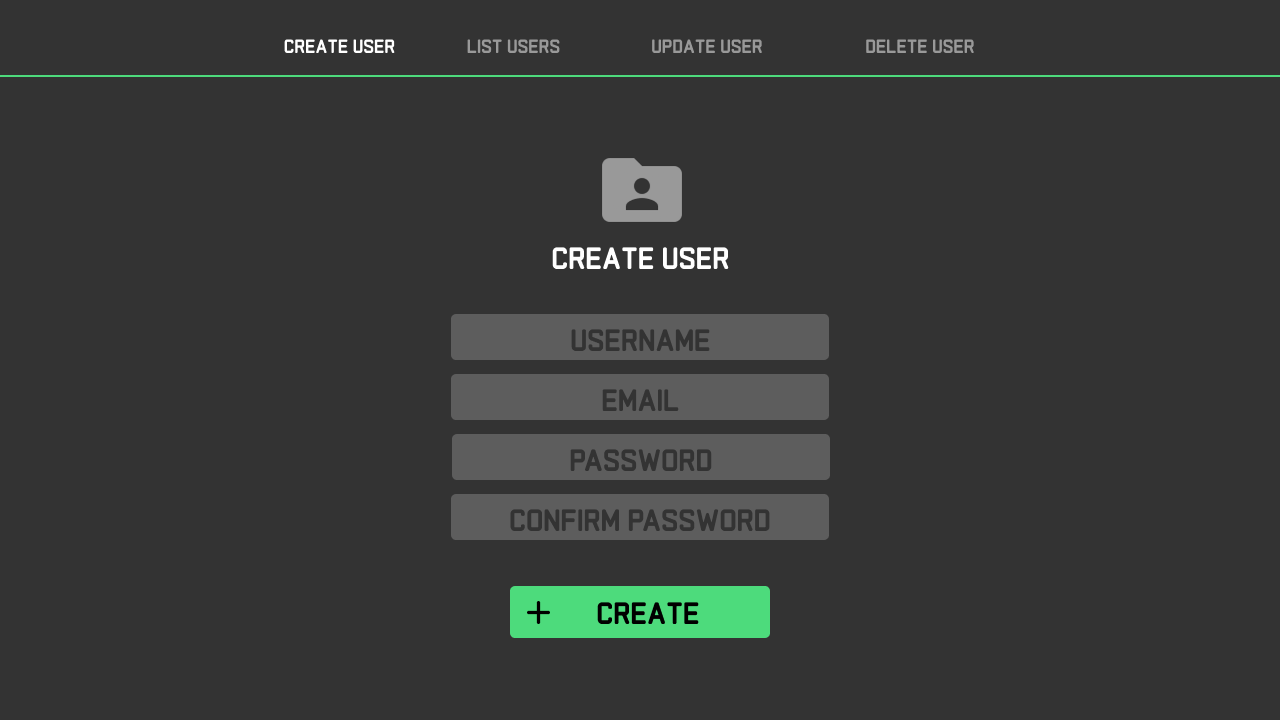 CREATE USER
LIST USERS
UPDATE USER
DELETE USER
CREATE USER
USERNAME
EMAIL
PASSWORD
CONFIRM PASSWORD
CREATE